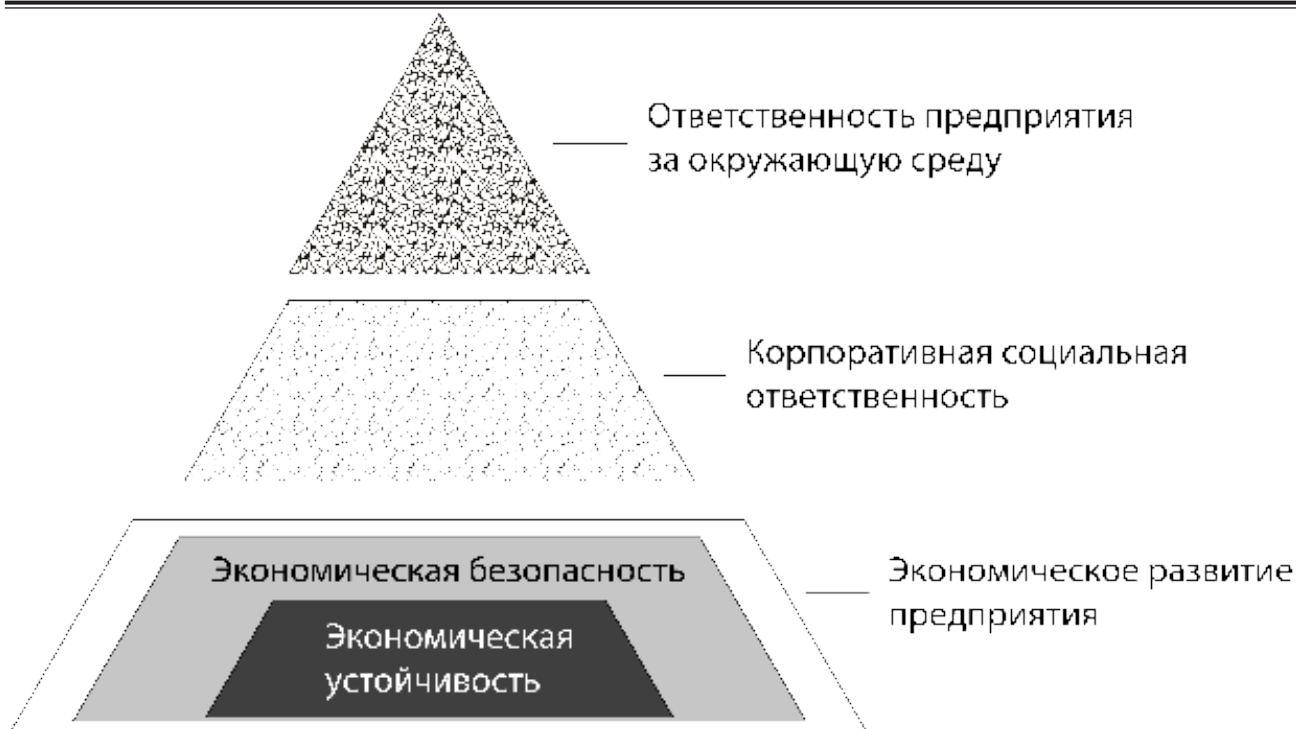 Ответственность предприятия
за окружающую среду
Корпоративная социальная
ответственность
Экономическая безопасность
Экономическая
устойчивость
Экономическое развитие
предприятия